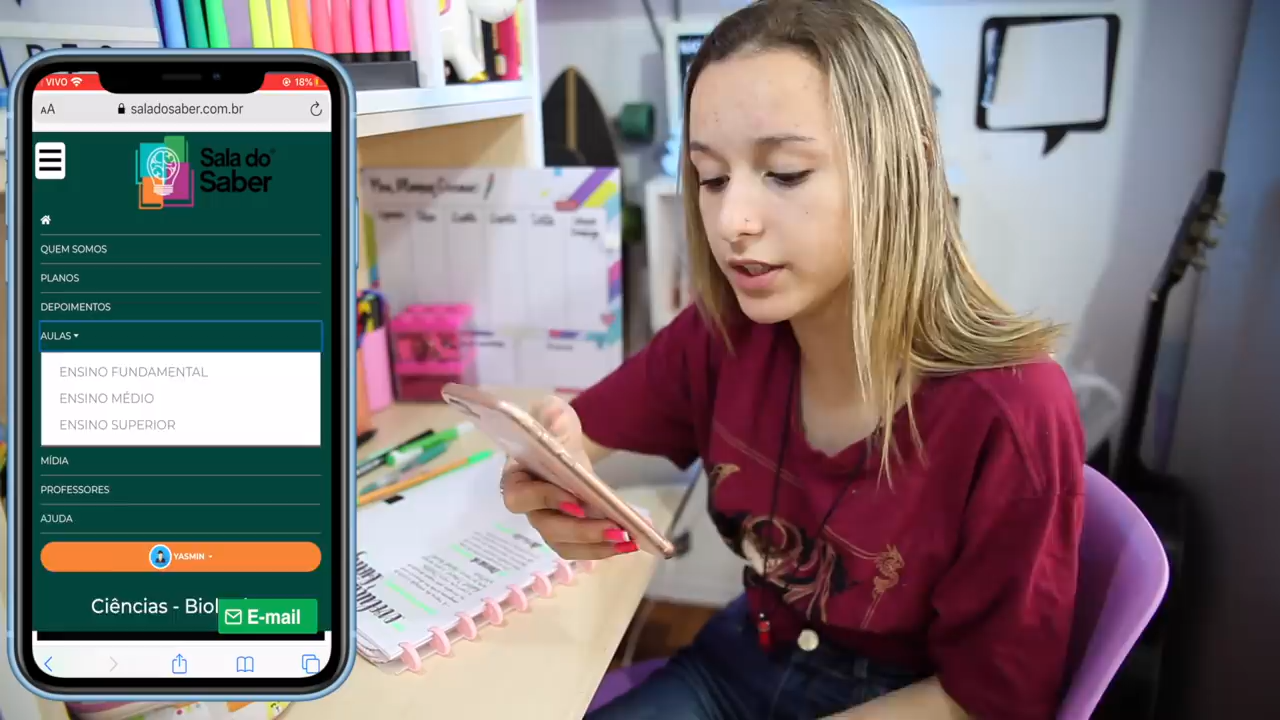 VIVO
18%
AA
saladosaber.com.br
Sala do
Saber
QUEM SOMOS
PLANOS
DEPOIMENTOS
AULAS
ENSINO FUNDAMENTAL
ENSINO MÉDIO
ENSINO SUPERIOR
MÍDIA
PROFESSORES
AJUDA
YASMIN
Ciências - Biol
E-mail